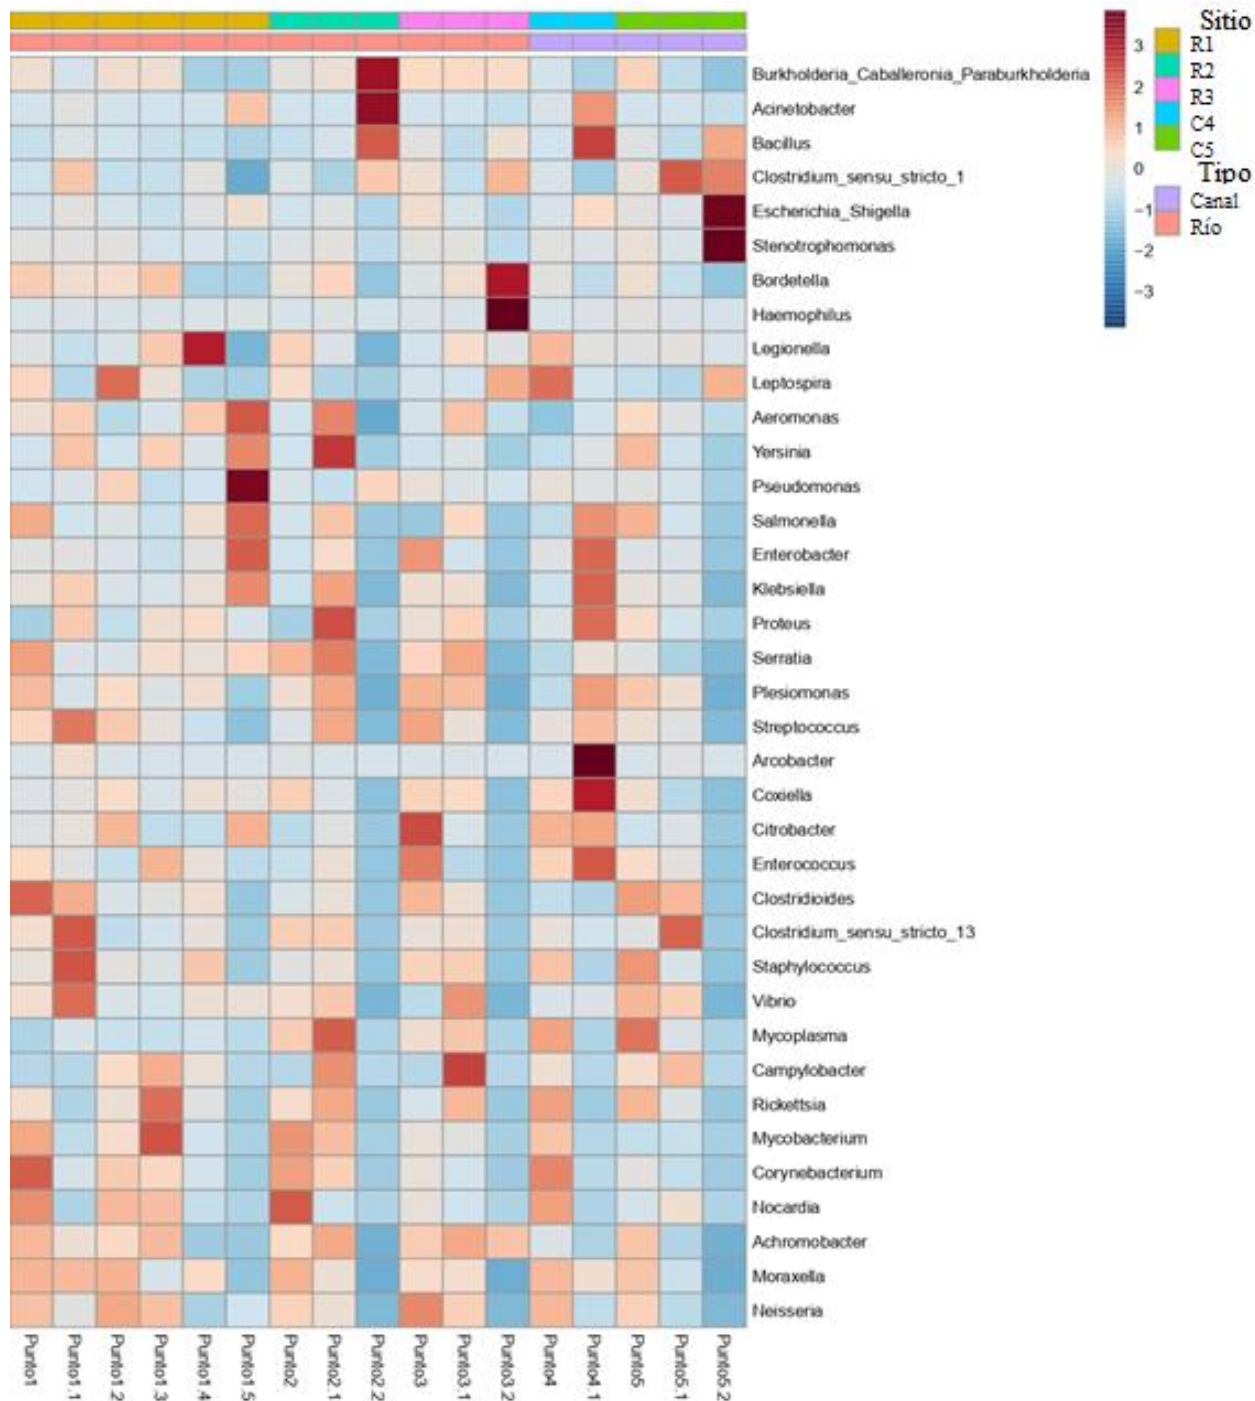 Sitio
R1
R2
R3
C4
C5
Tipo
Canal
Río
3
2
1
0
−1
−2
−3
Burkholderia_Caballeronia_Paraburkholderia
Acinetobacter
Bacillus
Clostridium_sensu_stricto_1
Escherichia_Shigella
Stenotrophomonas
Bordetella
Haemophilus
Legionella
Leptospira
Aeromonas
Yersinia
Pseudomonas
Salmonella
Enterobacter
Klebsiella
Proteus
Serratia
Plesiomonas
Streptococcus
Arcobacter
Coxiella
Citrobacter
Enterococcus
Clostridioides
Clostridium_sensu_stricto_13
Staphylococcus
Vibrio
Mycoplasma
Campylobacter
Rickettsia
Mycobacterium
Corynebacterium
Nocardia
Achromobacter
Moraxella
Neisseria
Punto1
Punto1.1
Punto1.2
Punto1.3
Punto1.4
Punto1.5
Punto2
Punto2.1
Punto2.2
Punto3
Punto3.1
Punto3.2
Punto4
Punto4.1
Punto5
Punto5.1
Punto5.2